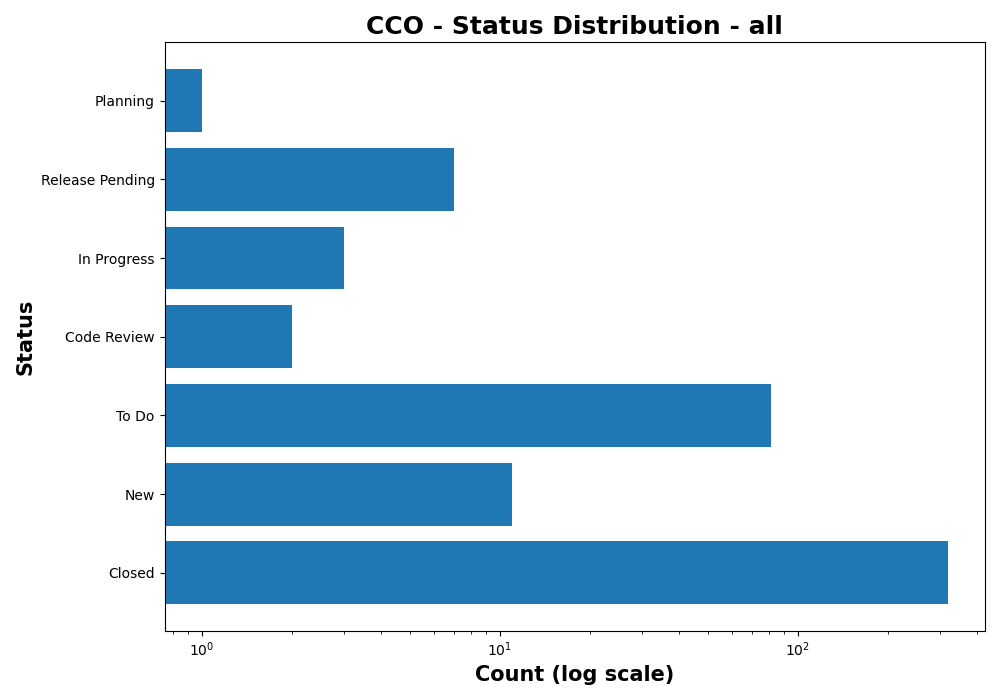 CCO - Status Distribution - all
Planning
Release Pending
In Progress
Code Review
To Do
New
Closed
Status
10⁰ 10¹ 10²
Count (log scale)